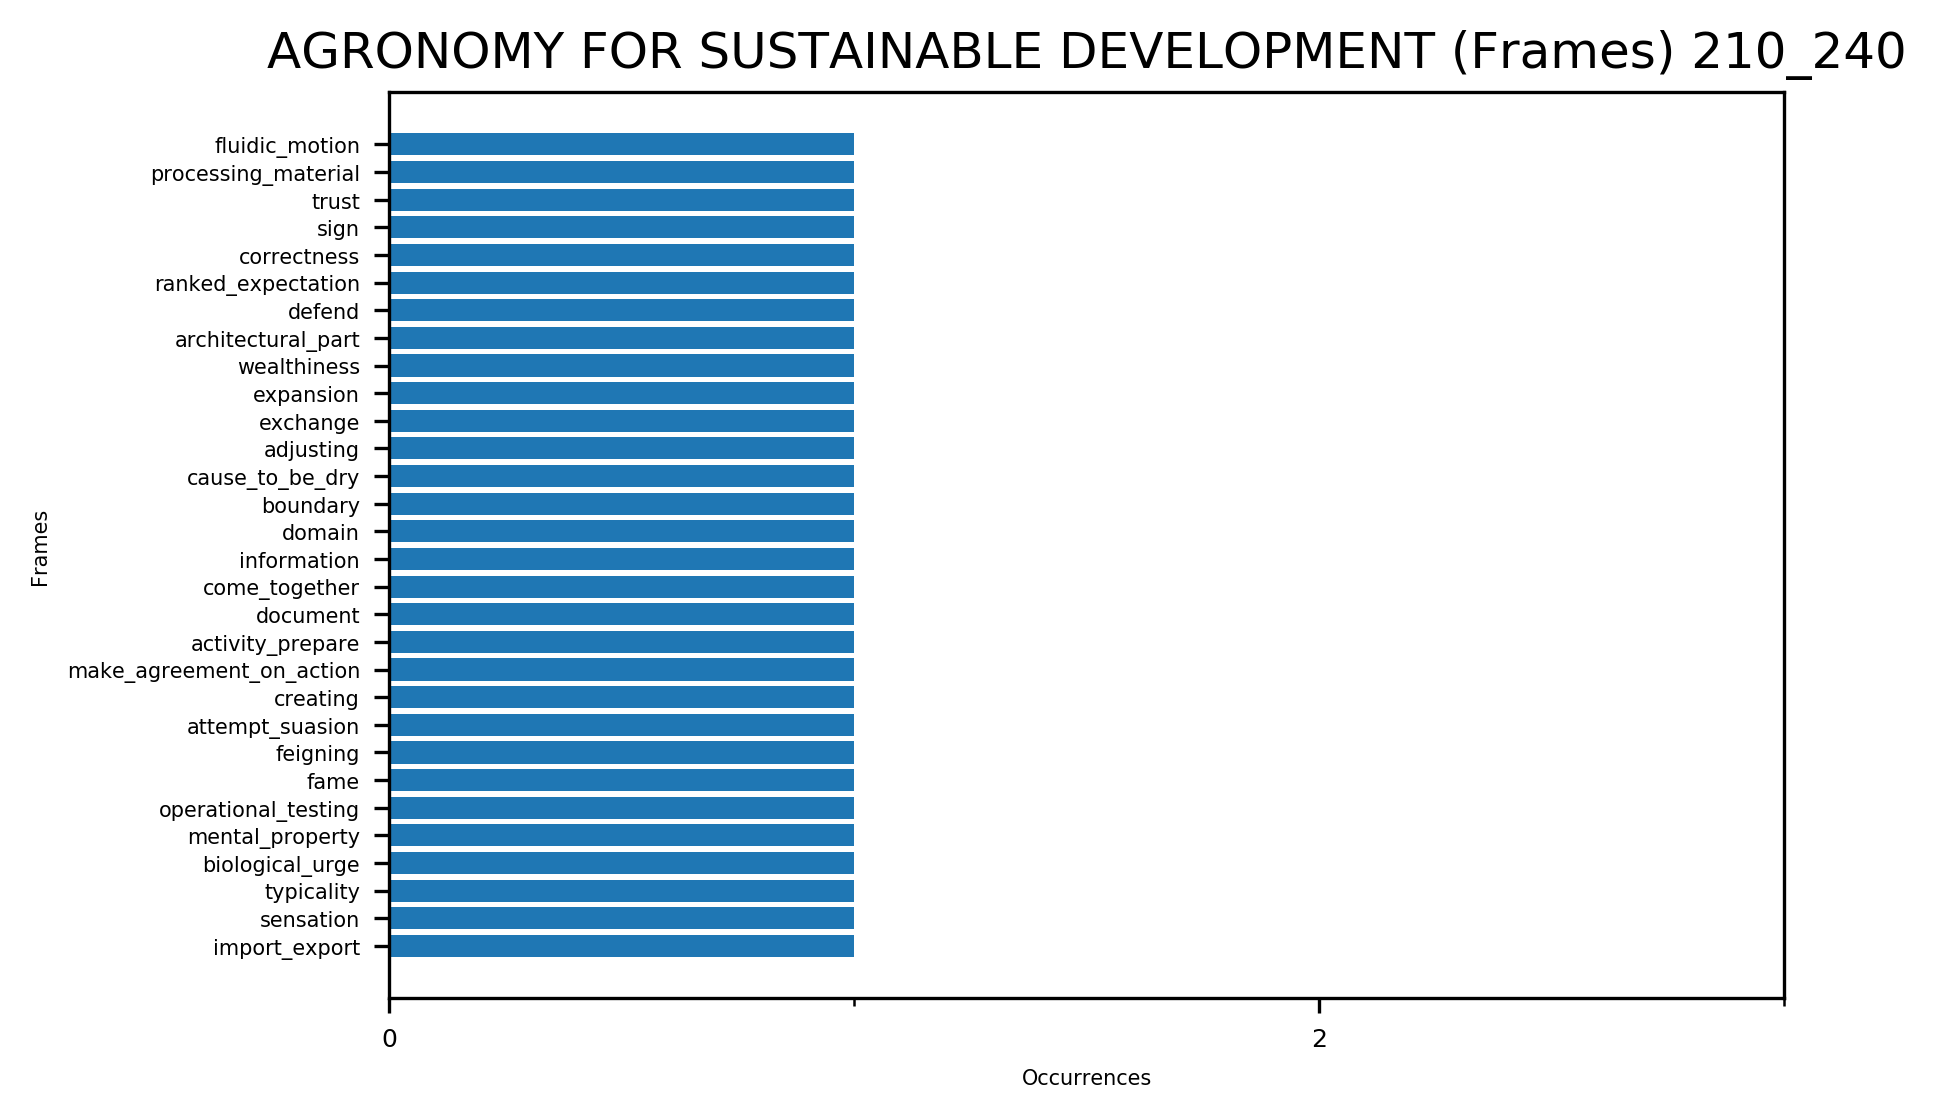 AGRONOMY FOR SUSTAINABLE DEVELOPMENT (Frames) 210_240
fluidic_motion
processing_material
trust
sign
correctness
ranked_expectation
defend
architectural_part
wealthiness
expansion
exchange
adjusting
cause_to_be_dry
boundary
domain
information
come_together
document
activity_prepare
make_agreement_on_action
creating
attempt_suasion
feigning
fame
operational_testing
mental_property
biological_urge
typicality
sensation
import_export
Frames
0 2
Occurrences